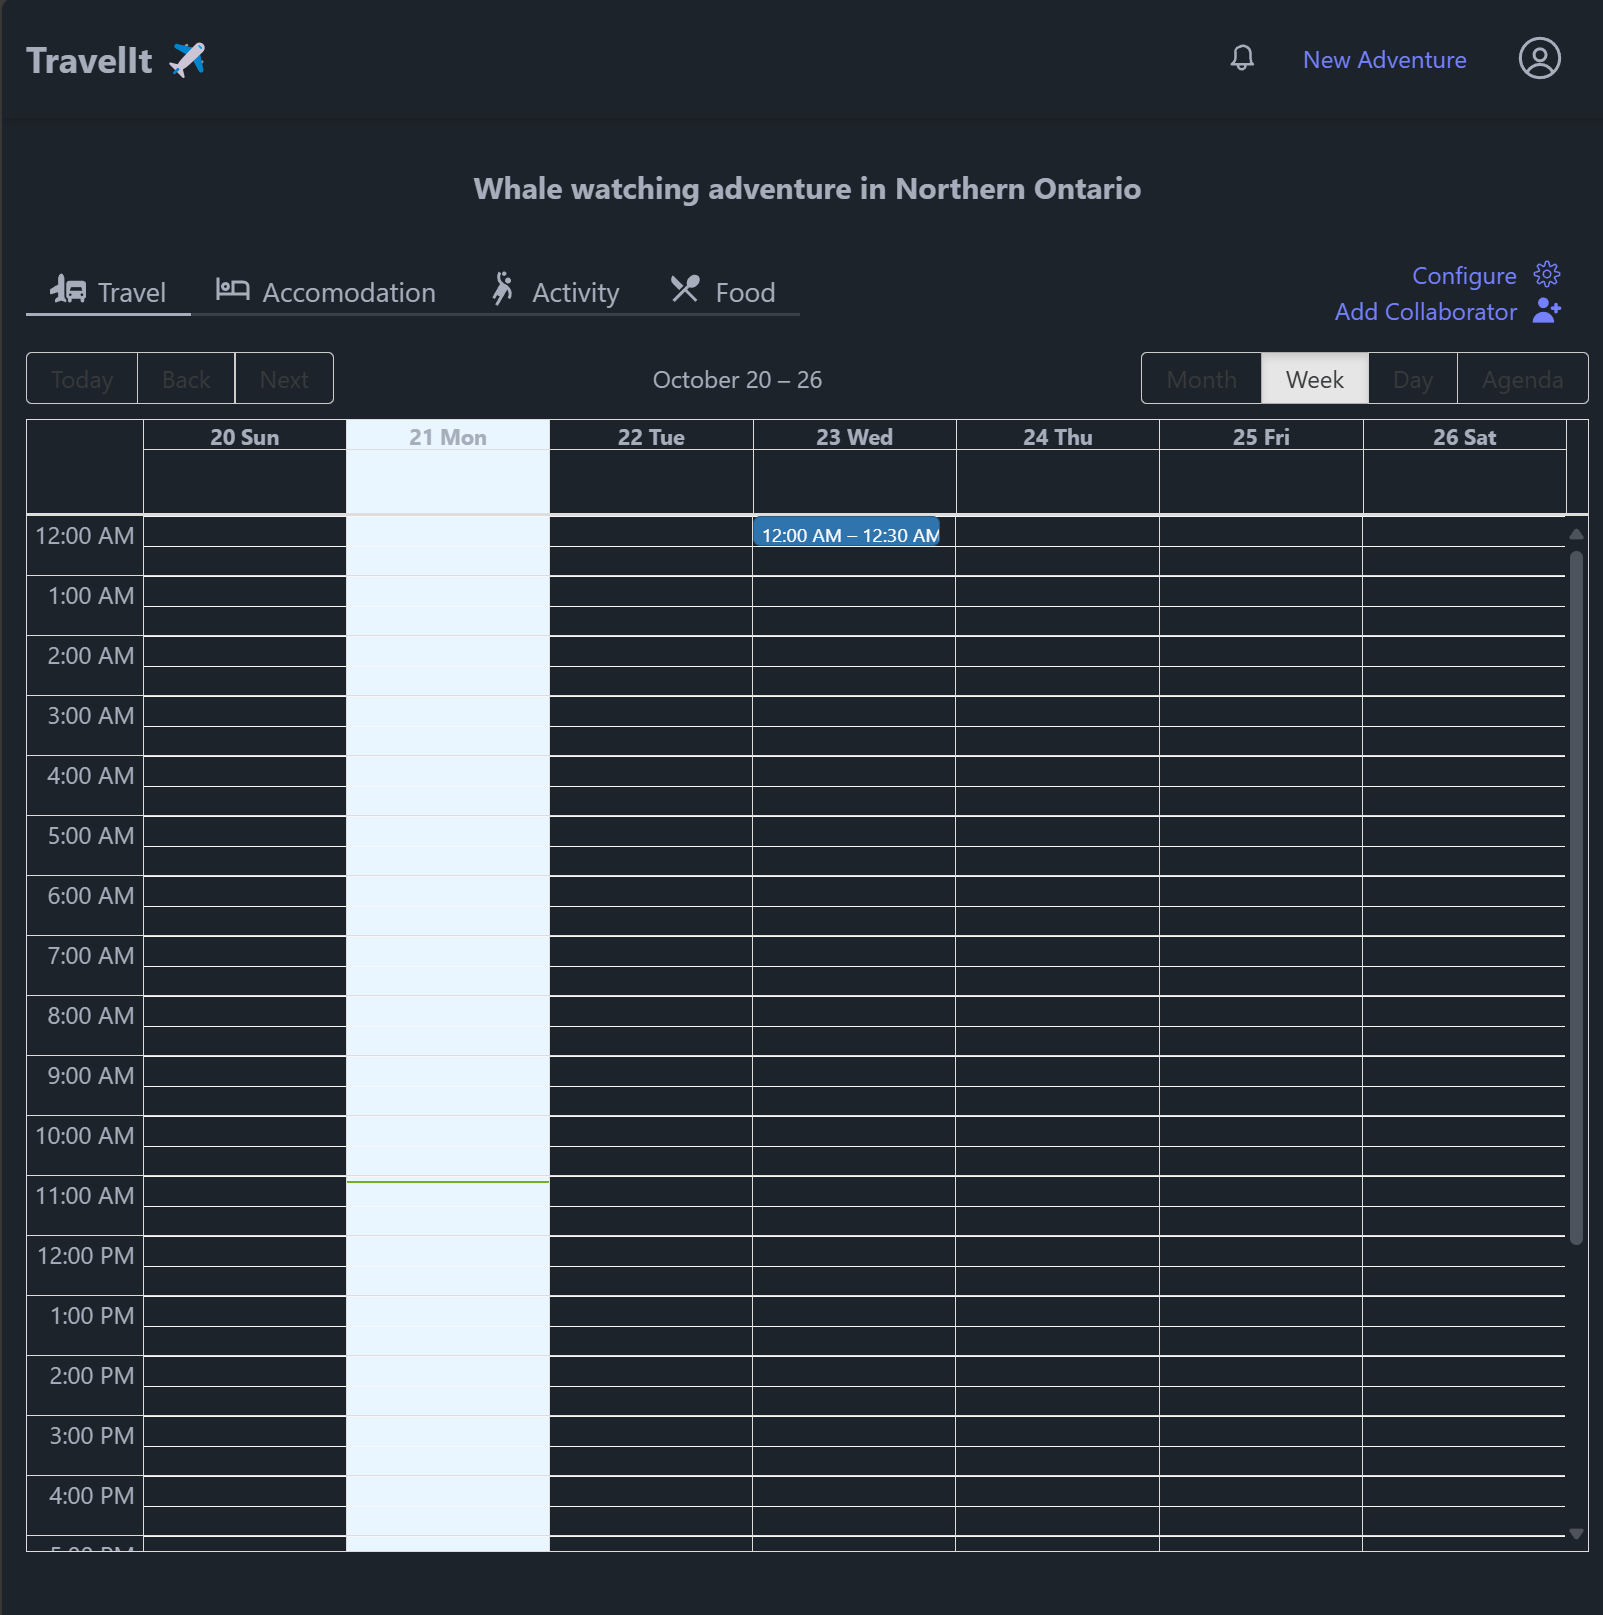 TravelIt
New Adventure
Whale watching adventure in Northern Ontario
Travel Accomodation Activity Food
Configure
Add Collaborator
Today Back Next
October 20 – 26
Month Week Day Agenda
20 Sun 21 Mon 22 Tue 23 Wed 24 Thu 25 Fri 26 Sat
12:00 AM
12:00 AM – 12:30 AM
1:00 AM
2:00 AM
3:00 AM
4:00 AM
5:00 AM
6:00 AM
7:00 AM
8:00 AM
9:00 AM
10:00 AM
11:00 AM
12:00 PM
1:00 PM
2:00 PM
3:00 PM
4:00 PM
5:00 PM